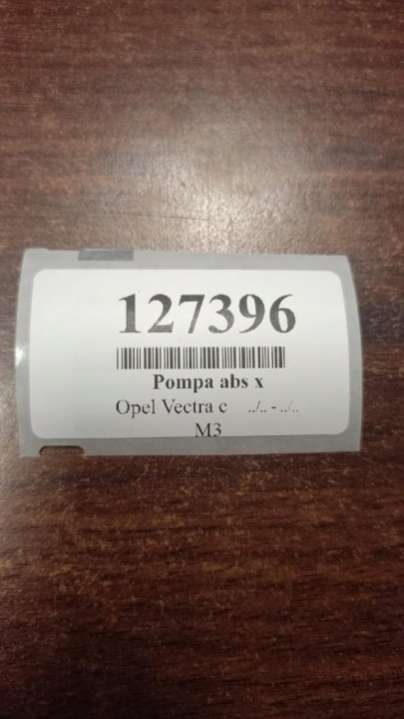 127396
Pompa abs x
Opel Vectra c ../.. - ../..
M3